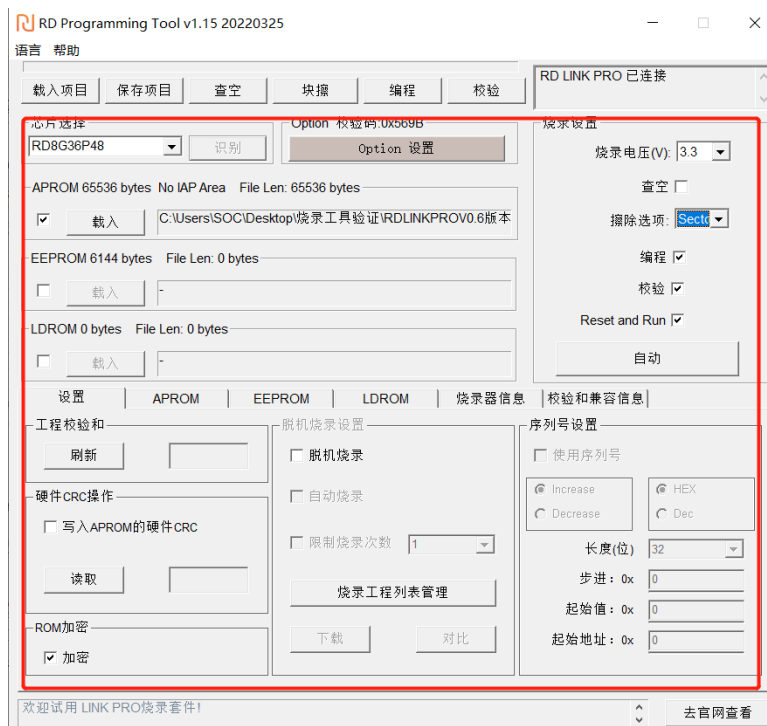 RD Programming Tool v1.15 20220325
语言 帮助
载入项目 保存项目 查空 块擦 编程 校验
RD LINK PRO 已连接
芯片选择
RD8G36P48 识别
Option 校验码:0x569B
Option 设置
APROM 65536 bytes No IAP Area File Len: 65536 bytes
载入 C:\Users\SOC\Desktop\烧录工具验证\RDLINKPROV0.6版本
EEPROM 6144 bytes File Len: 0 bytes
载入 -
LDROM 0 bytes File Len: 0 bytes
载入 -
烧录设置
烧录电压(V): 3.3
查空
擦除选项: Secto
编程
校验
Reset and Run
自动
设置 APROM EEPROM LDROM 烧录器信息 校验和兼容信息
工程校验和
刷新
硬件CRC操作
写入APROM的硬件CRC
读取
ROM加密
加密
脱机烧录设置
脱机烧录
自动烧录
限制烧录次数 1
烧录工程列表管理
下载 对比
序列号设置
使用序列号
Increase HEX
Decrease Dec
长度(位) 32
步进: 0x 0
起始值: 0x 0
起始地址: 0x 0
欢迎试用 LINK PRO烧录套件!
去官网查看